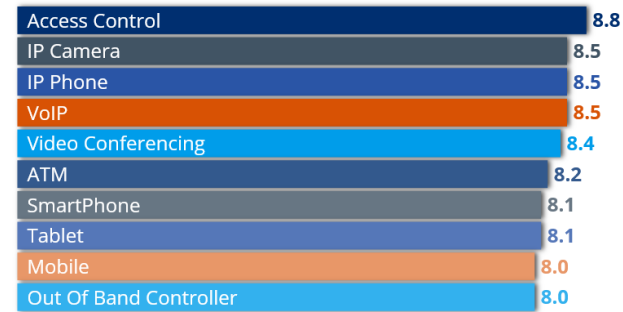 Access Control 8.8
IP Camera 8.5
IP Phone 8.5
VoIP 8.5
Video Conferencing 8.4
ATM 8.2
SmartPhone 8.1
Tablet 8.1
Mobile 8.0
Out Of Band Controller 8.0